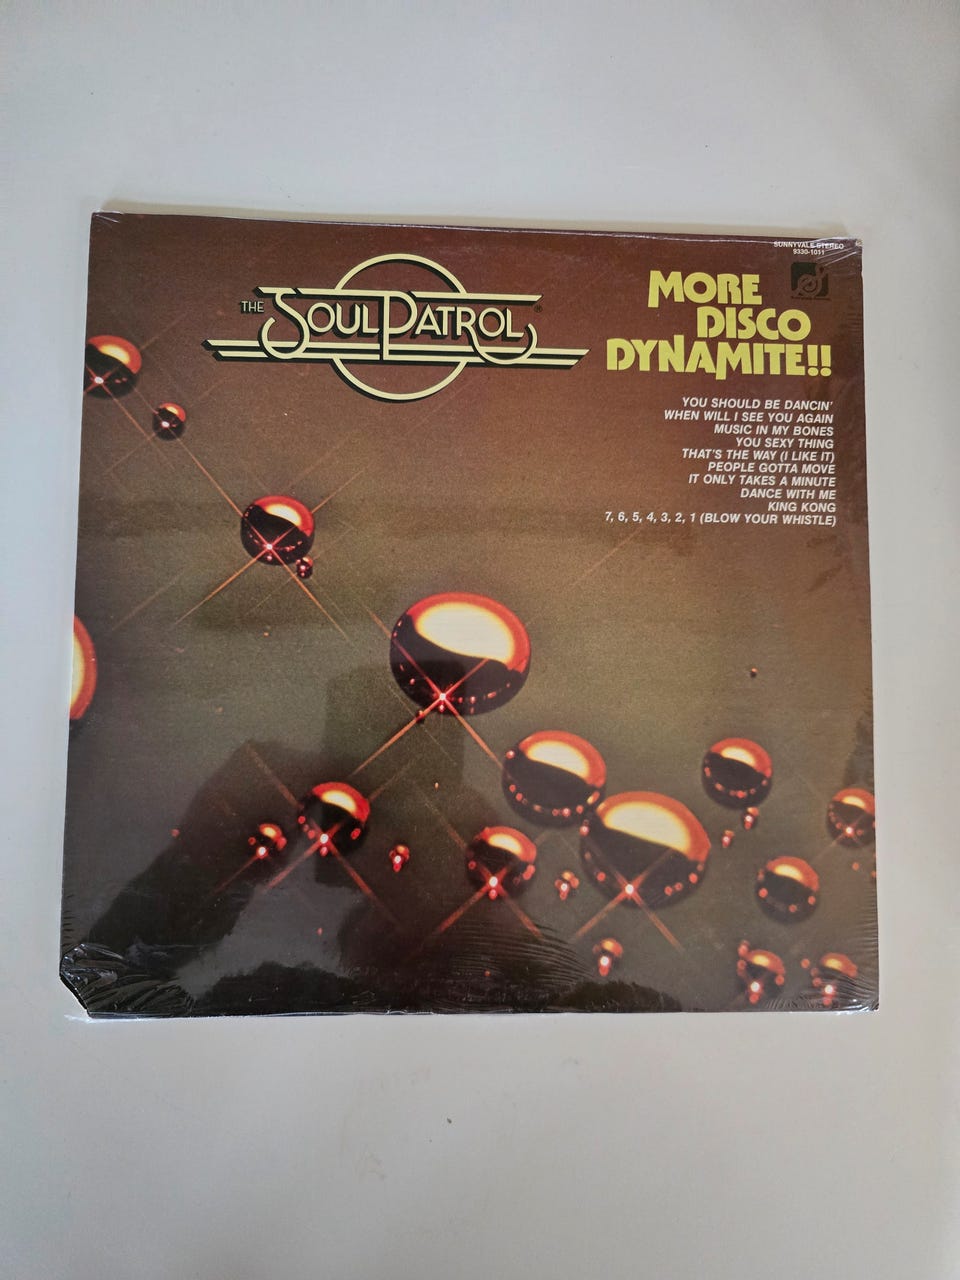 SUNNYVALE STEREO
9330-1011
THE SOUL PATROL®
MORE
DISCO
DYNAMITE!!
YOU SHOULD BE DANCIN'
WHEN WILL I SEE YOU AGAIN
MUSIC IN MY BONES
YOU SEXY THING
THAT'S THE WAY (I LIKE IT)
PEOPLE GOTTA MOVE
IT ONLY TAKES A MINUTE
DANCE WITH ME
KING KONG
7, 6, 5, 4, 3, 2, 1 (BLOW YOUR WHISTLE)